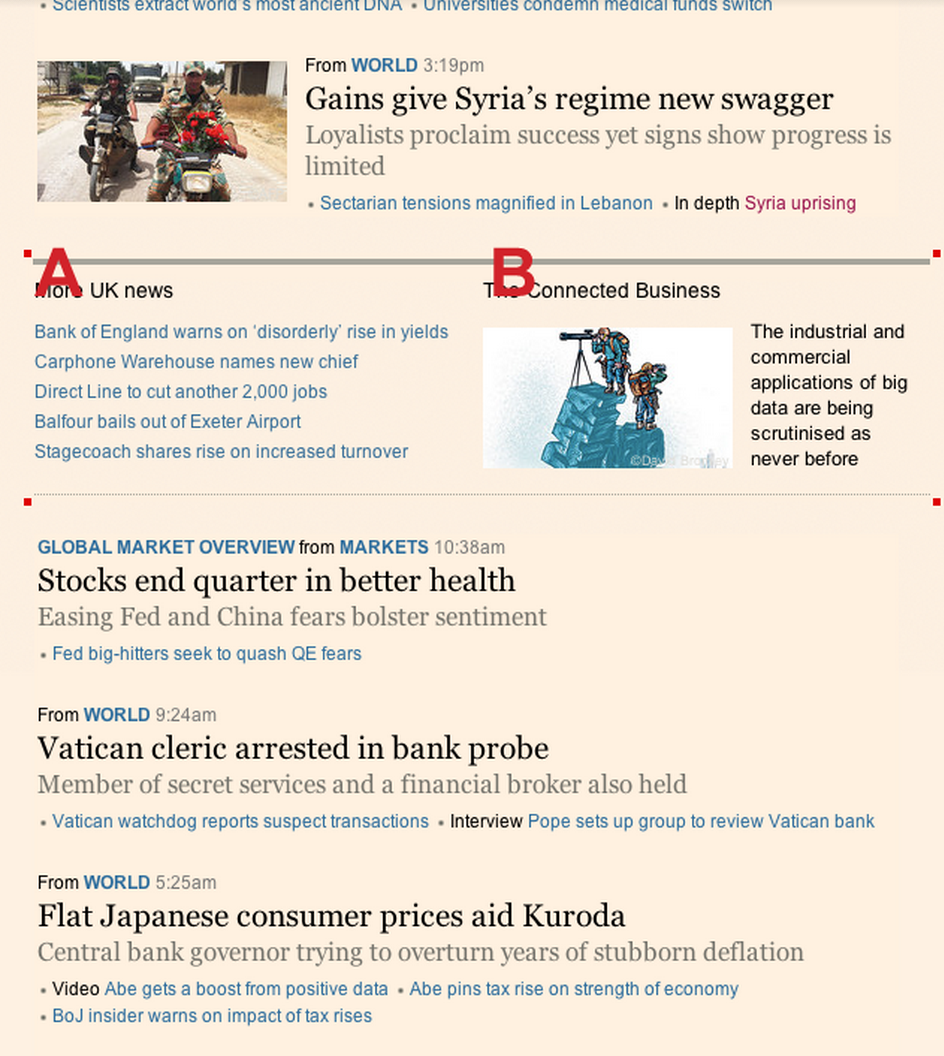 • Scientists extract world's most ancient DNA • Universities condemn medical funds switch
From WORLD 3:19pm
Gains give Syria’s regime new swagger
Loyalists proclaim success yet signs show progress is
limited
• Sectarian tensions magnified in Lebanon • In depth Syria uprising
A
B
More UK news
Bank of England warns on ‘disorderly’ rise in yields
Carphone Warehouse names new chief
Direct Line to cut another 2,000 jobs
Balfour bails out of Exeter Airport
Stagecoach shares rise on increased turnover
The Connected Business
©David Bromley
The industrial and
commercial
applications of big
data are being
scrutinised as
never before
GLOBAL MARKET OVERVIEW from MARKETS 10:38am
Stocks end quarter in better health
Easing Fed and China fears bolster sentiment
• Fed big-hitters seek to quash QE fears
From WORLD 9:24am
Vatican cleric arrested in bank probe
Member of secret services and a financial broker also held
• Vatican watchdog reports suspect transactions • Interview Pope sets up group to review Vatican bank
From WORLD 5:25am
Flat Japanese consumer prices aid Kuroda
Central bank governor trying to overturn years of stubborn deflation
• Video Abe gets a boost from positive data • Abe pins tax rise on strength of economy
• BoJ insider warns on impact of tax rises